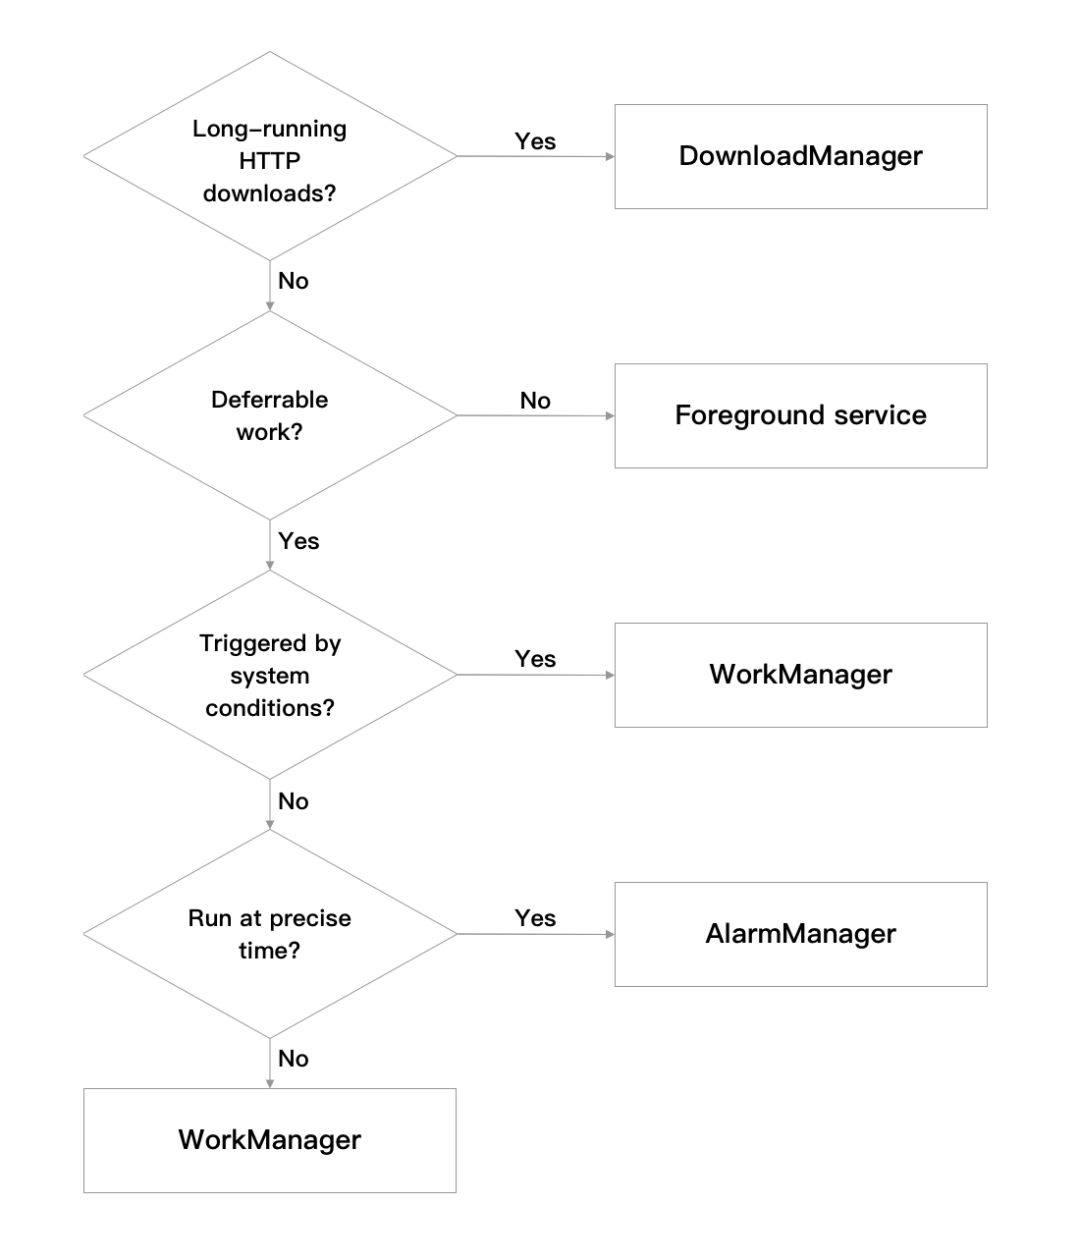 Long–running
HTTP
downloads?
Yes
DownloadManager
No
Deferrable
work?
No
Foreground service
Yes
Triggered by
system
conditions?
Yes
WorkManager
No
Run at precise
time?
Yes
AlarmManager
No
WorkManager